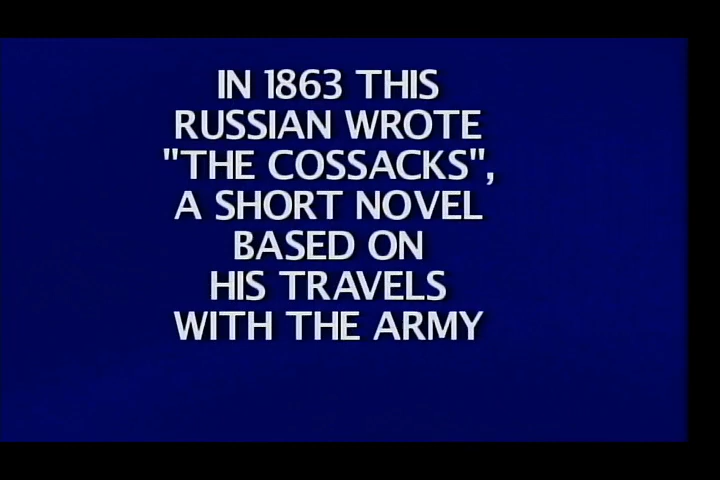 IN 1863 THIS
RUSSIAN WROTE
"THE COSSACKS",
A SHORT NOVEL
BASED ON
HIS TRAVELS
WITH THE ARMY